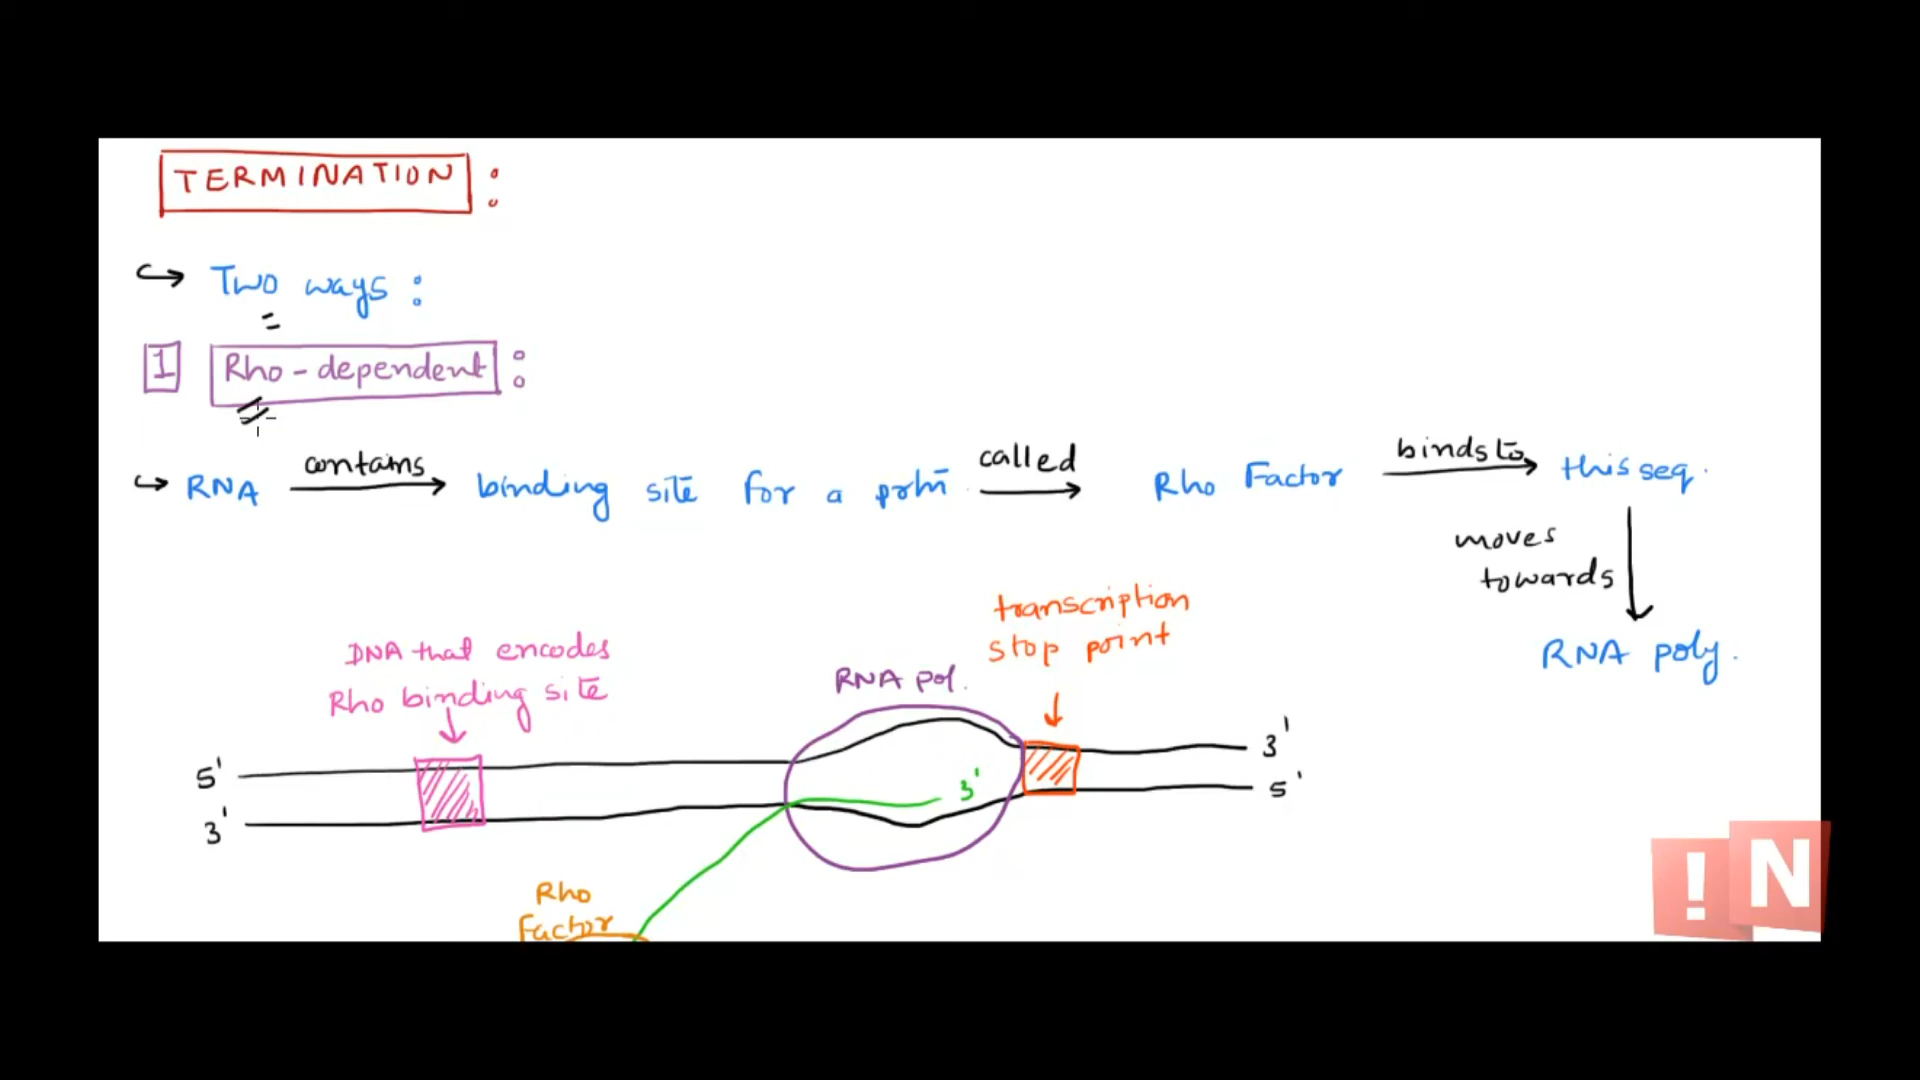 TERMINATION :
↪ Two ways :
1 Rho - dependent :
↪ RNA contains → binding site for a prtn̄ called → Rho Factor binds to → this seq.
moves towards
RNA poly.
transcription
stop point
DNA that encodes
Rho binding site
RNA pol.
5' 3'
3' 3' 5'
Rho
Factor
!N